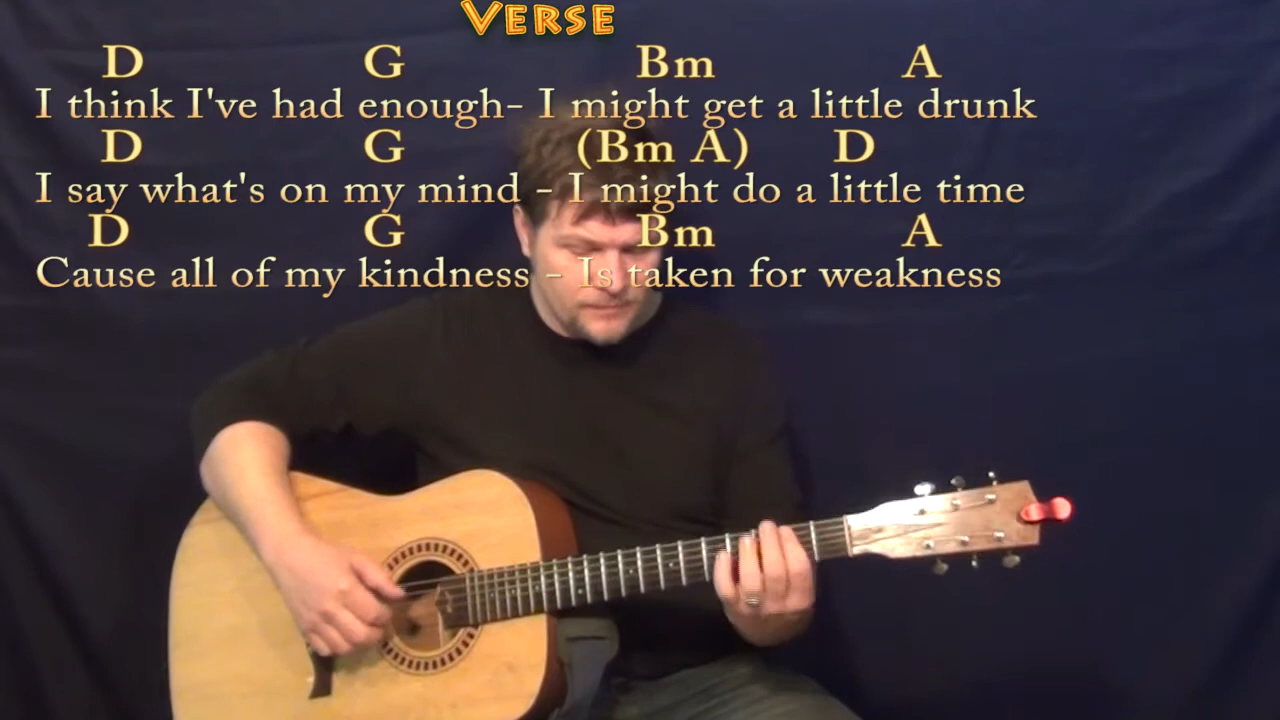 VERSE
D G Bm A
I think I've had enough- I might get a little drunk
D G (Bm A) D
I say what's on my mind - I might do a little time
D G Bm A
Cause all of my kindness - Is taken for weakness